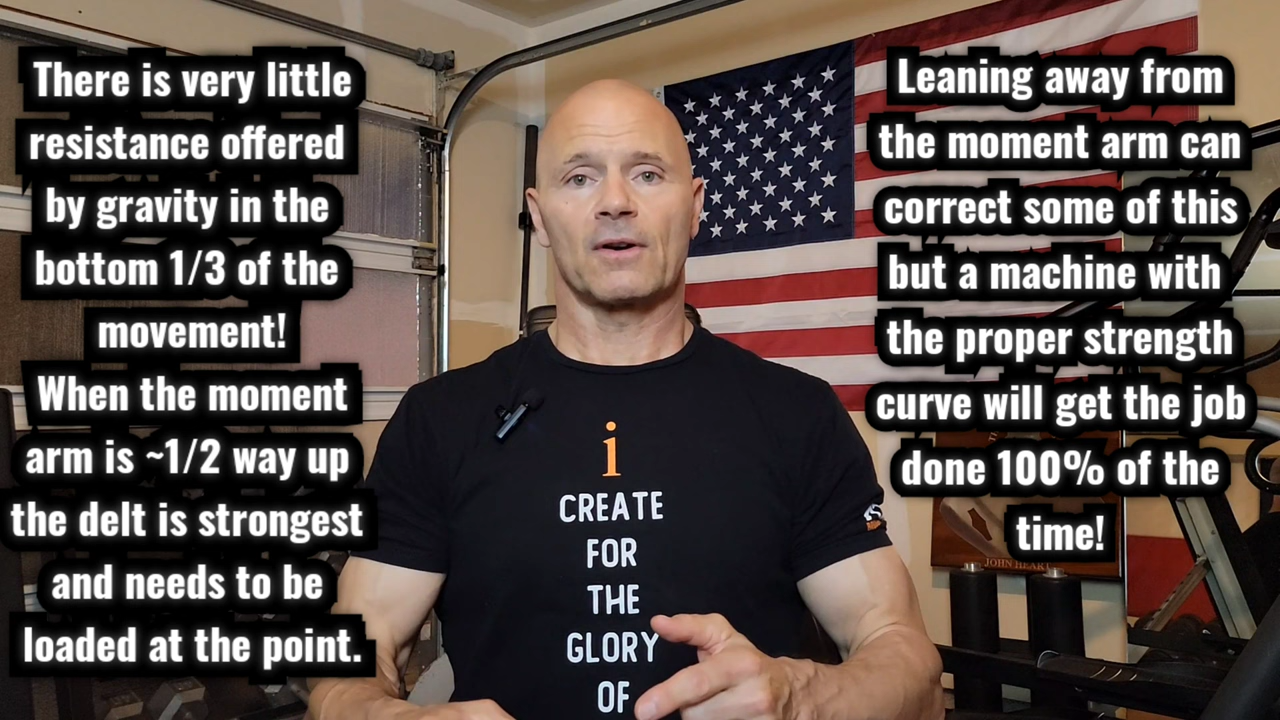 There is very little
resistance offered
by gravity in the
bottom 1/3 of the
movement!
When the moment
arm is ~1/2 way up
the delt is strongest
and needs to be
loaded at the point.
Leaning away from
the moment arm can
correct some of this
but a machine with
the proper strength
curve will get the job
done 100% of the
time!
i
CREATE
FOR
THE
GLORY
OF